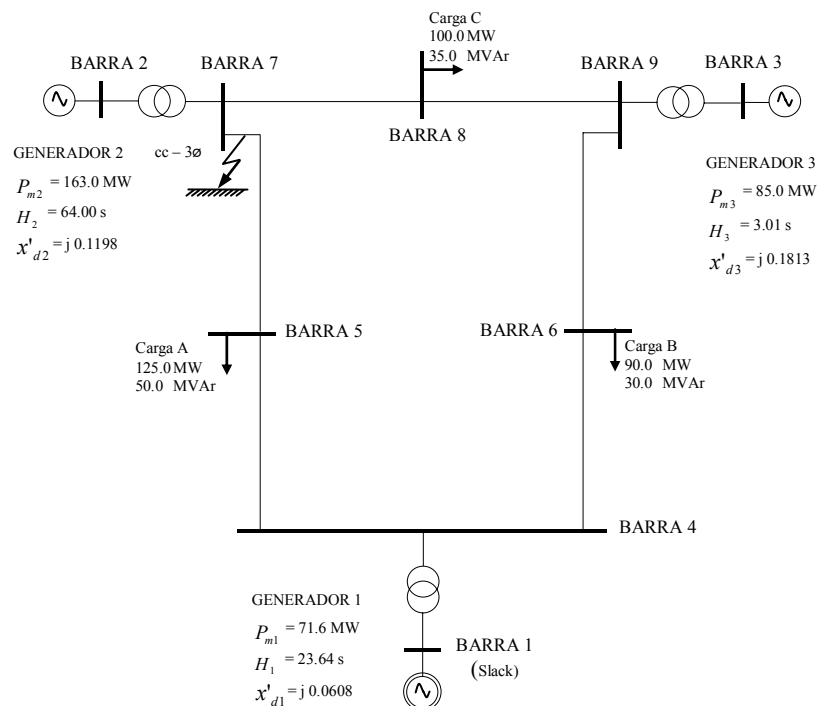 Carga C
100.0 MW
35.0 MVAr
BARRA 2
BARRA 7
BARRA 9
BARRA 3
BARRA 8
GENERADOR 2
P_m2 = 163.0 MW
H_2 = 64.00 s
x'_d2 = j 0.1198
cc – 3ø
GENERADOR 3
P_m3 = 85.0 MW
H_3 = 3.01 s
x'_d3 = j 0.1813
BARRA 5
Carga A
125.0 MW
50.0 MVAr
BARRA 6
Carga B
90.0 MW
30.0 MVAr
BARRA 4
GENERADOR 1
P_m1 = 71.6 MW
H_1 = 23.64 s
x'_d1 = j 0.0608
BARRA 1
(Slack)